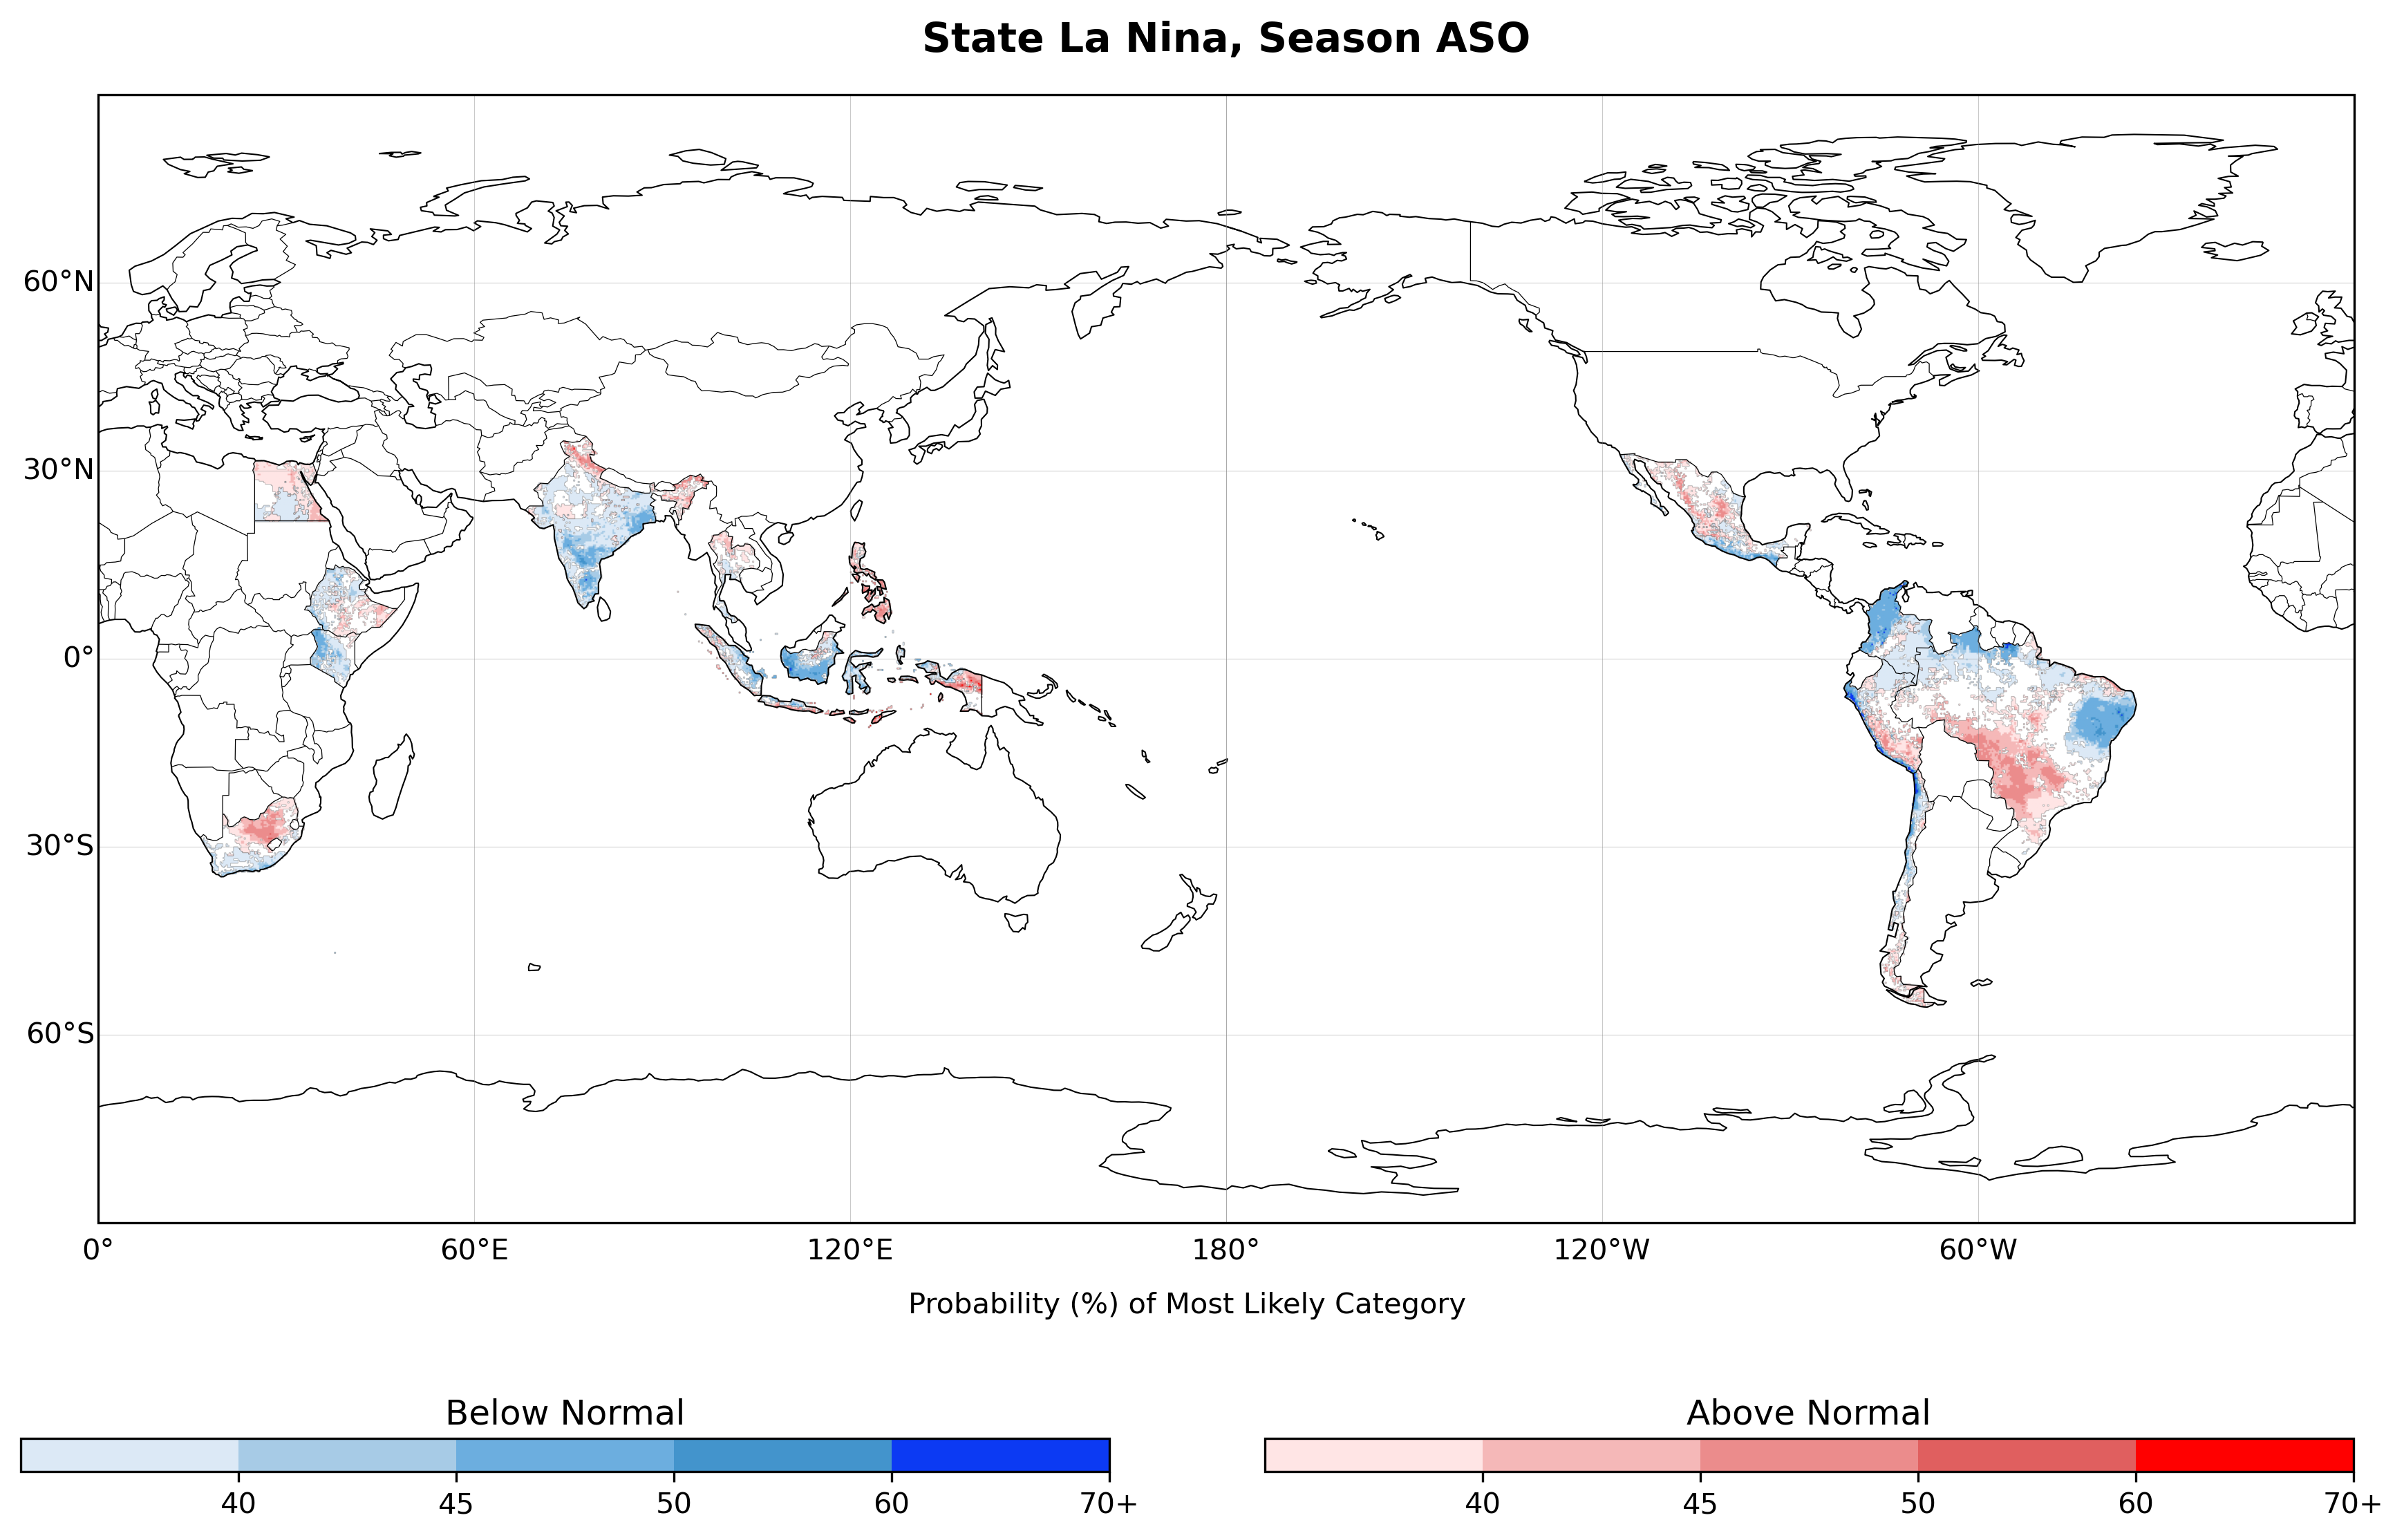 State La Nina, Season ASO
60°N
30°N
0°
30°S
60°S
0°
60°E
120°E
180°
120°W
60°W
Probability (%) of Most Likely Category
Below Normal
40
45
50
60
70+
Above Normal
40
45
50
60
70+